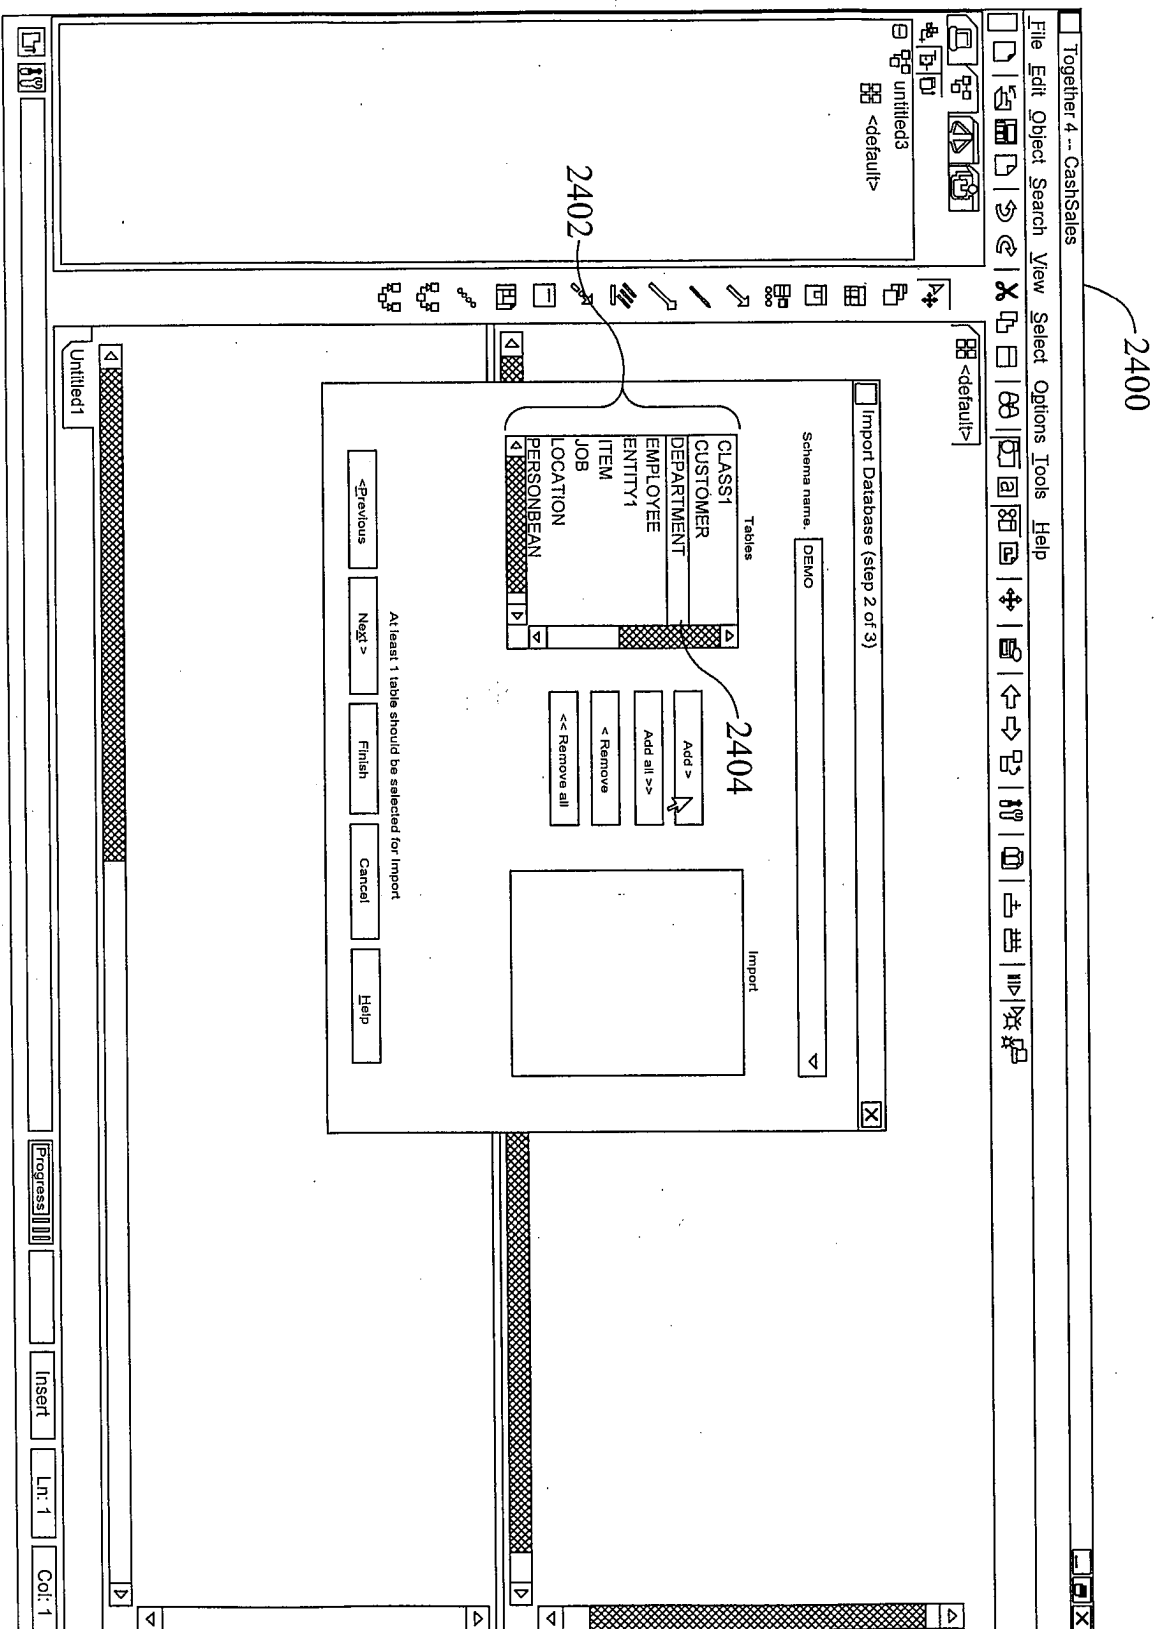 2400
Together 4 -- CashSales
File Edit Object Search View Select Options Tools Help
a
untitled3
<default>
<default>
2402
Import Database (step 2 of 3)
Schema name.
DEMO
Tables
Import
CLASS1
CUSTOMER
DEPARTMENT
EMPLOYEE
ENTITY1
ITEM
JOB
LOCATION
PERSONBEAN
2404
Add >
Add all >>
< Remove
<< Remove all
At least 1 table should be selected for Import
<Previous
Next >
Finish
Cancel
Help
Untitled1
Progress
Insert
Ln: 1
Col: 1